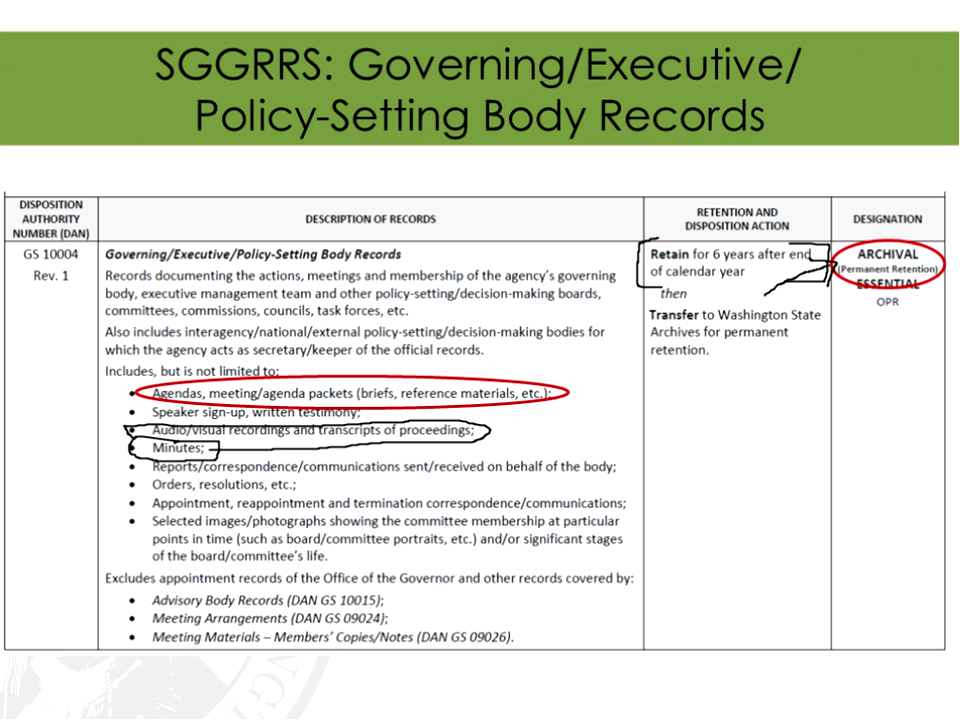 SGGRRS: Governing/Executive/
Policy-Setting Body Records
DISPOSITION
AUTHORITY
NUMBER (DAN)
DESCRIPTION OF RECORDS
RETENTION AND
DISPOSITION ACTION
DESIGNATION
GS 10004
Rev. 1
Governing/Executive/Policy-Setting Body Records
Records documenting the actions, meetings and membership of the agency's governing
body, executive management team and other policy-setting/decision-making boards,
committees, commissions, councils, task forces, etc.
Also includes interagency/national/external policy-setting/decision-making bodies for
which the agency acts as secretary/keeper of the official records.
Includes, but is not limited to:
• Agendas, meeting/agenda packets (briefs, reference materials, etc.);
• Speaker sign-up, written testimony;
• Audio/visual recordings and transcripts of proceedings;
• Minutes;
• Reports/correspondence/communications sent/received on behalf of the body;
• Orders, resolutions, etc.;
• Appointment, reappointment and termination correspondence/communications;
• Selected images/photographs showing the committee membership at particular
points in time (such as board/committee portraits, etc.) and/or significant stages
of the board/committee's life.
Excludes appointment records of the Office of the Governor and other records covered by:
• Advisory Body Records (DAN GS 10015);
• Meeting Arrangements (DAN GS 09024);
• Meeting Materials – Members' Copies/Notes (DAN GS 09026).
Retain for 6 years after end
of calendar year
then
Transfer to Washington State
Archives for permanent
retention.
ARCHIVAL
(Permanent Retention)
ESSENTIAL
OPR